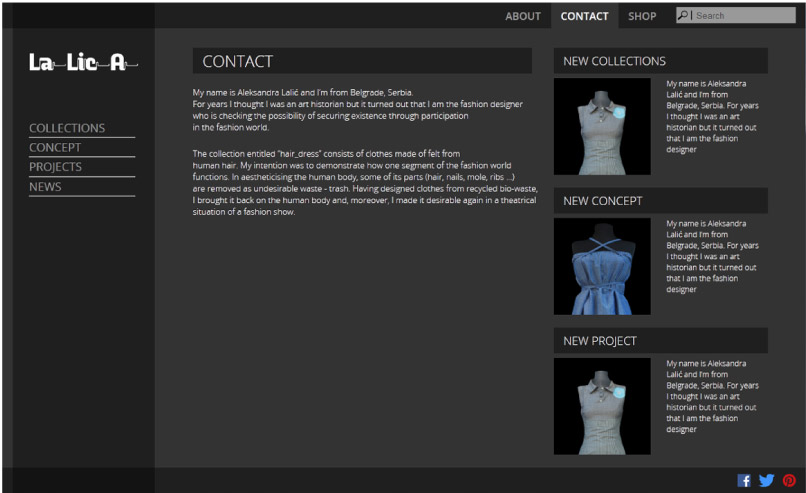 ABOUT CONTACT SHOP Search
La Lic A
COLLECTIONS
CONCEPT
PROJECTS
NEWS
CONTACT
My name is Aleksandra Lalić and I'm from Belgrade, Serbia.
For years I thought I was an art historian but it turned out that I am the fashion designer
who is checking the possibility of securing existence through participation
in the fashion world.
The collection entitled "hair_dress" consists of clothes made of felt from
human hair. My intention was to demonstrate how one segment of the fashion world
functions. In aestheticising the human body, some of its parts (hair, nails, mole, ribs ...)
are removed as undesirable waste - trash. Having designed clothes from recycled bio-waste,
I brought it back on the human body and, moreover, I made it desirable again in a theatrical
situation of a fashion show.
NEW COLLECTIONS
My name is Aleksandra
Lalić and I'm from
Belgrade, Serbia. For years
I thought I was an art
historian but it turned out
that I am the fashion
designer
NEW CONCEPT
My name is Aleksandra
Lalić and I'm from
Belgrade, Serbia. For years
I thought I was an art
historian but it turned out
that I am the fashion
designer
NEW PROJECT
My name is Aleksandra
Lalić and I'm from
Belgrade, Serbia. For years
I thought I was an art
historian but it turned out
that I am the fashion
designer